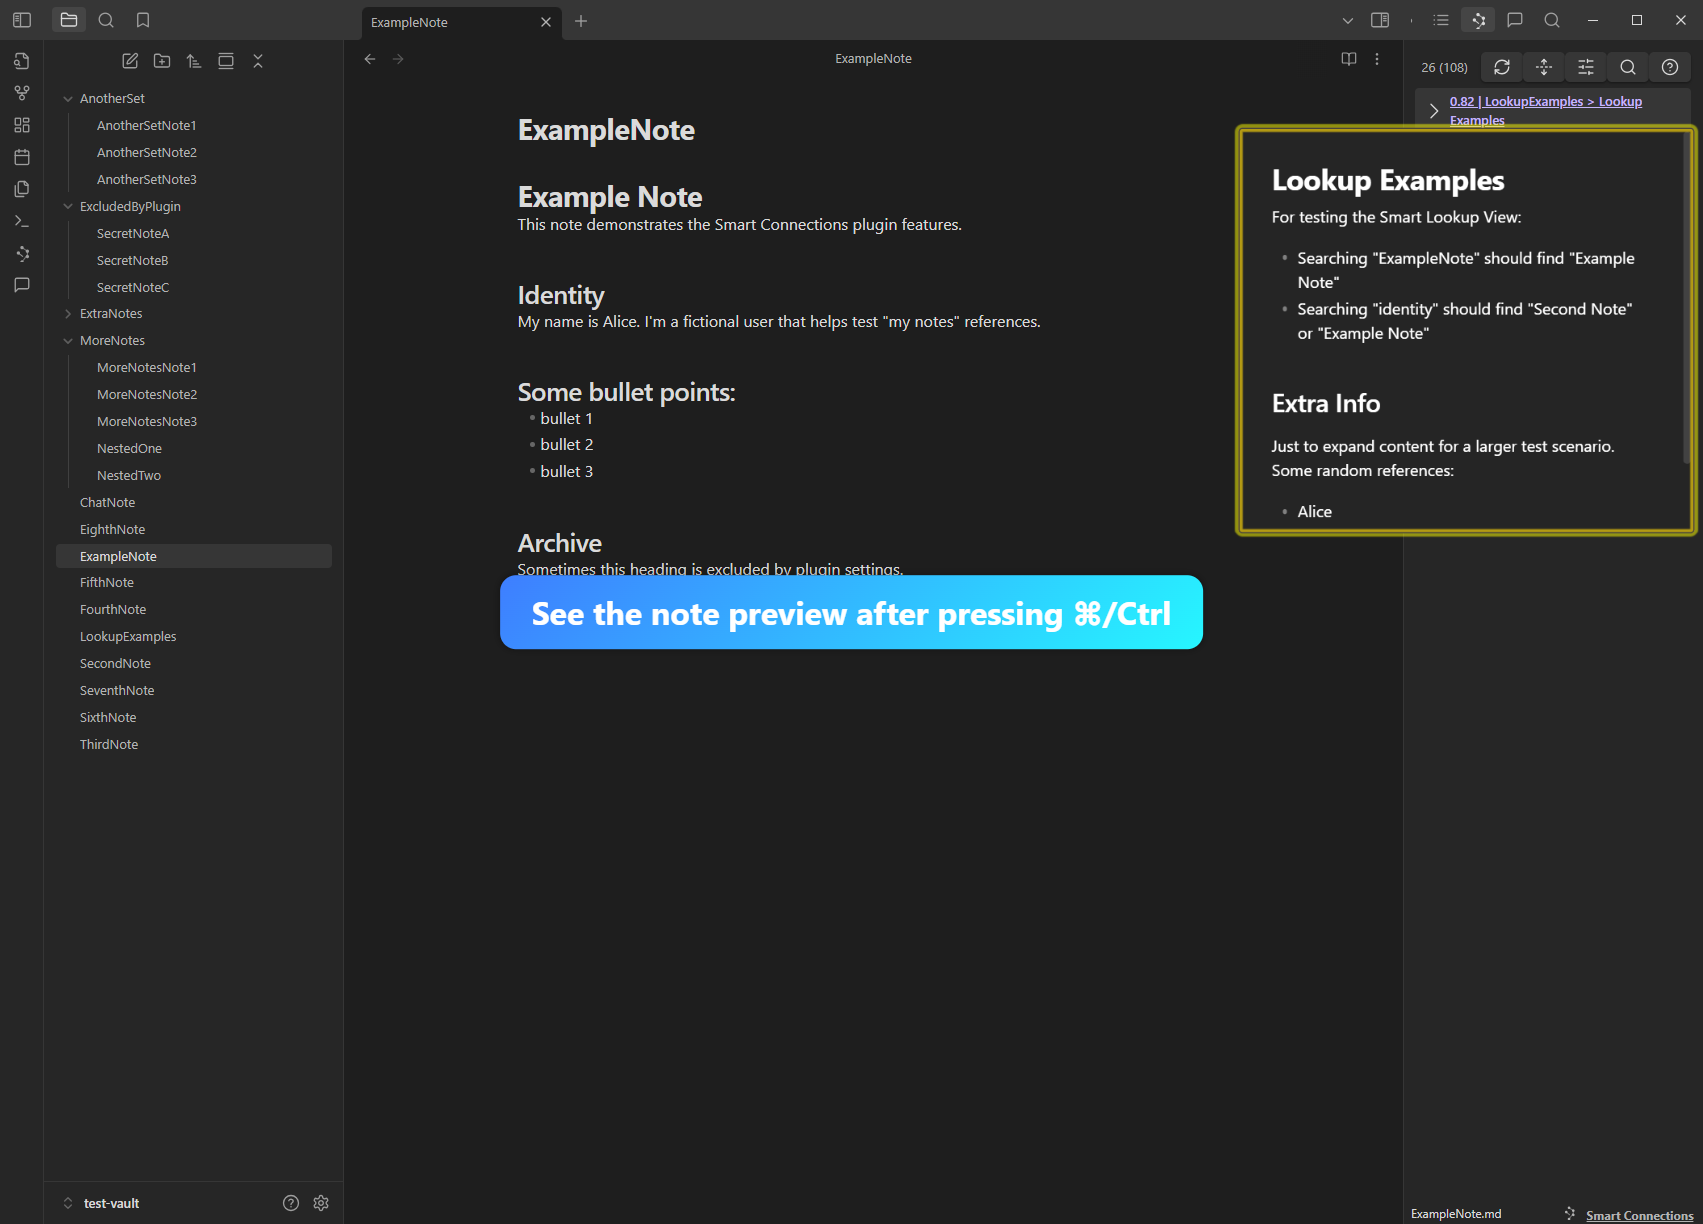 ExampleNote
ExampleNote
26 (108)
0.82 | LookupExamples > Lookup
Examples
AnotherSet
AnotherSetNote1
AnotherSetNote2
AnotherSetNote3
ExcludedByPlugin
SecretNoteA
SecretNoteB
SecretNoteC
ExtraNotes
MoreNotes
MoreNotesNote1
MoreNotesNote2
MoreNotesNote3
NestedOne
NestedTwo
ChatNote
EighthNote
ExampleNote
FifthNote
FourthNote
LookupExamples
SecondNote
SeventhNote
SixthNote
ThirdNote
test-vault
ExampleNote
Example Note
This note demonstrates the Smart Connections plugin features.
Identity
My name is Alice. I'm a fictional user that helps test "my notes" references.
Some bullet points:
• bullet 1
• bullet 2
• bullet 3
Archive
Sometimes this heading is excluded by plugin settings.
See the note preview after pressing ⌘/Ctrl
Lookup Examples
For testing the Smart Lookup View:
• Searching "ExampleNote" should find "Example
Note"
• Searching "identity" should find "Second Note"
or "Example Note"
Extra Info
Just to expand content for a larger test scenario.
Some random references:
• Alice
ExampleNote.md
Smart Connections